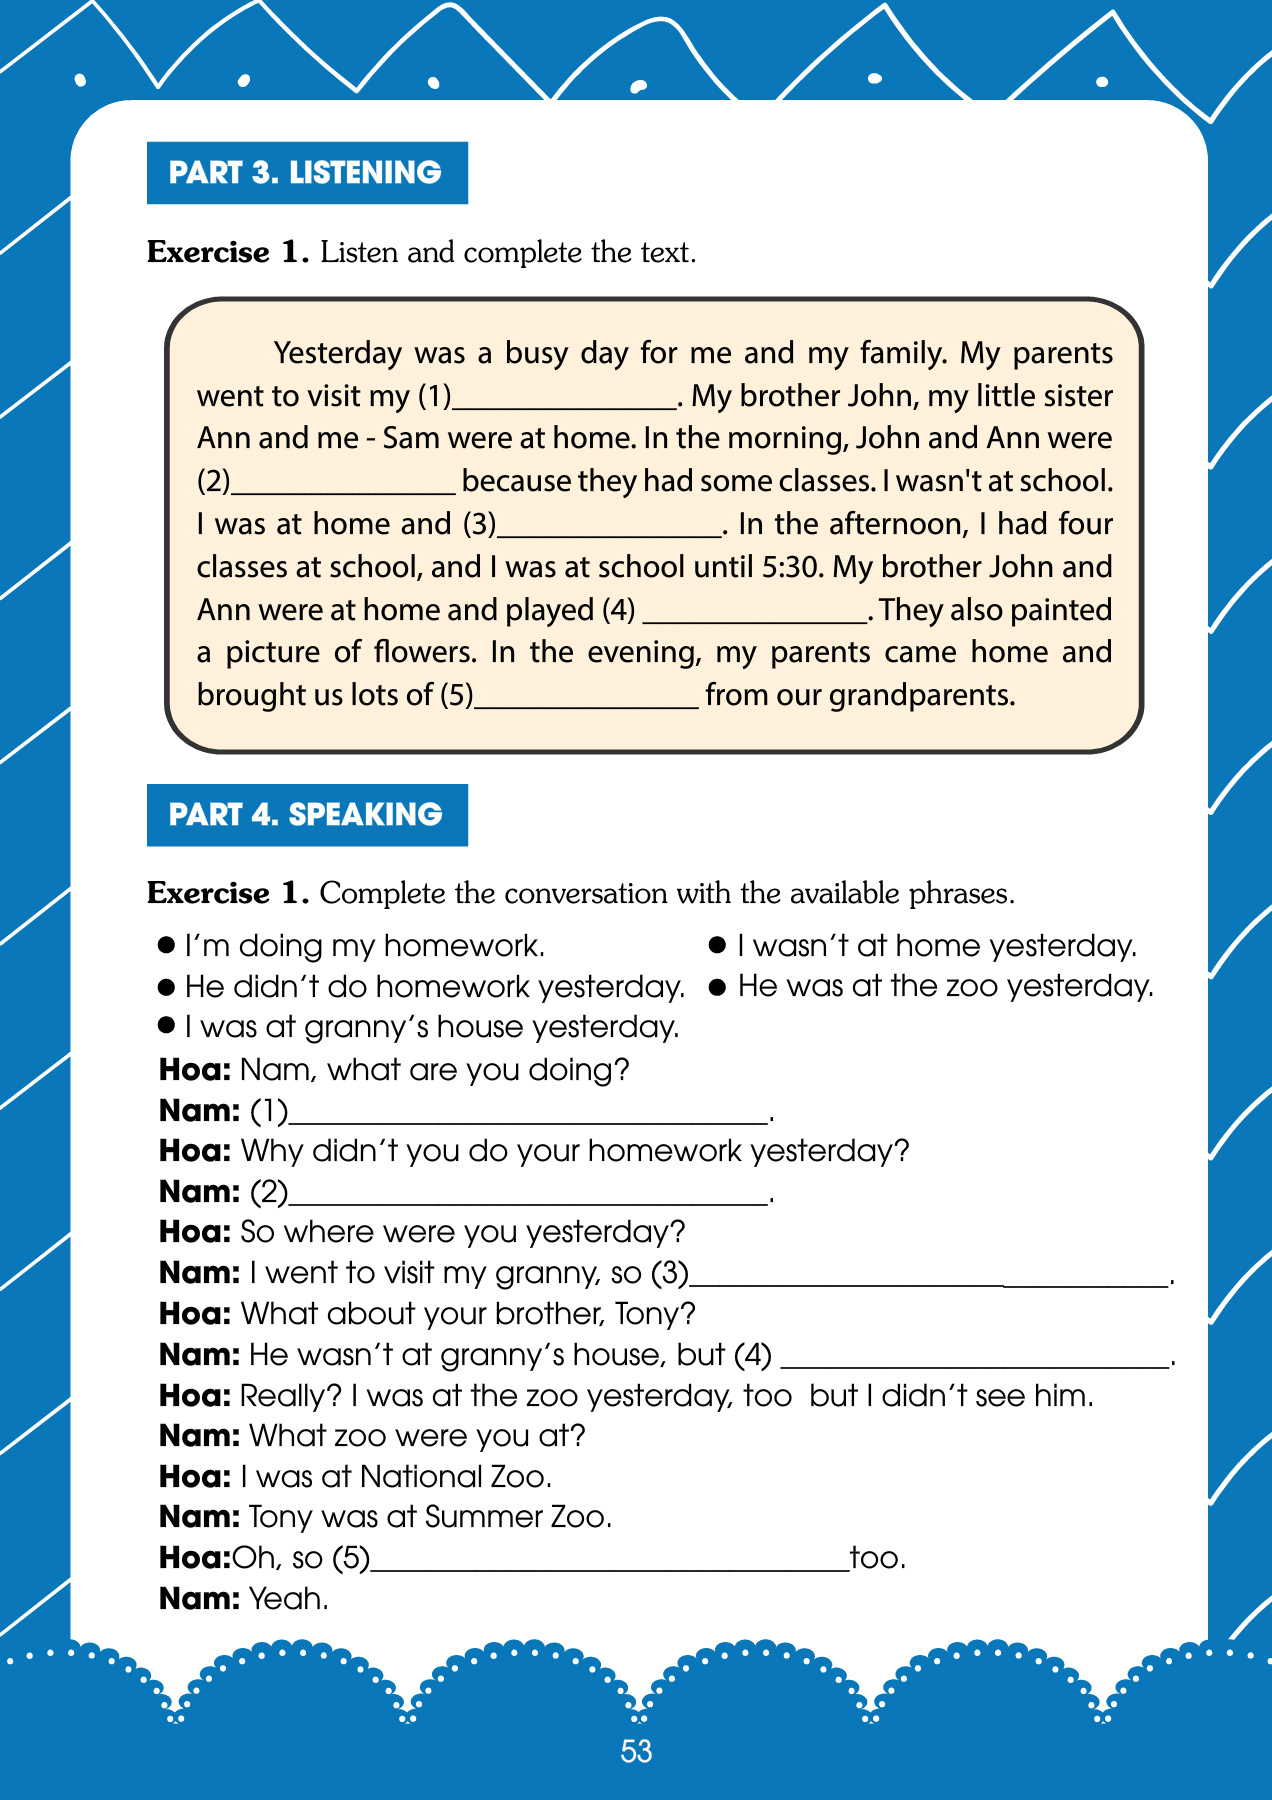 PART 3. LISTENING
Exercise 1. Listen and complete the text.
Yesterday was a busy day for me and my family. My parents
went to visit my (1)______________. My brother John, my little sister
Ann and me - Sam were at home. In the morning, John and Ann were
(2)______________ because they had some classes. I wasn't at school.
I was at home and (3)______________. In the afternoon, I had four
classes at school, and I was at school until 5:30. My brother John and
Ann were at home and played (4) ______________. They also painted
a picture of flowers. In the evening, my parents came home and
brought us lots of (5)______________ from our grandparents.
PART 4. SPEAKING
Exercise 1. Complete the conversation with the available phrases.
● I’m doing my homework. ● I wasn’t at home yesterday.
● He didn’t do homework yesterday. ● He was at the zoo yesterday.
● I was at granny’s house yesterday.
Hoa: Nam, what are you doing?
Nam: (1)________________________________.
Hoa: Why didn’t you do your homework yesterday?
Nam: (2)________________________________.
Hoa: So where were you yesterday?
Nam: I went to visit my granny, so (3)________________________________.
Hoa: What about your brother, Tony?
Nam: He wasn’t at granny’s house, but (4) __________________________.
Hoa: Really? I was at the zoo yesterday, too  but I didn’t see him.
Nam: What zoo were you at?
Hoa: I was at National Zoo.
Nam: Tony was at Summer Zoo.
Hoa:Oh, so (5)________________________________too.
Nam: Yeah.
53